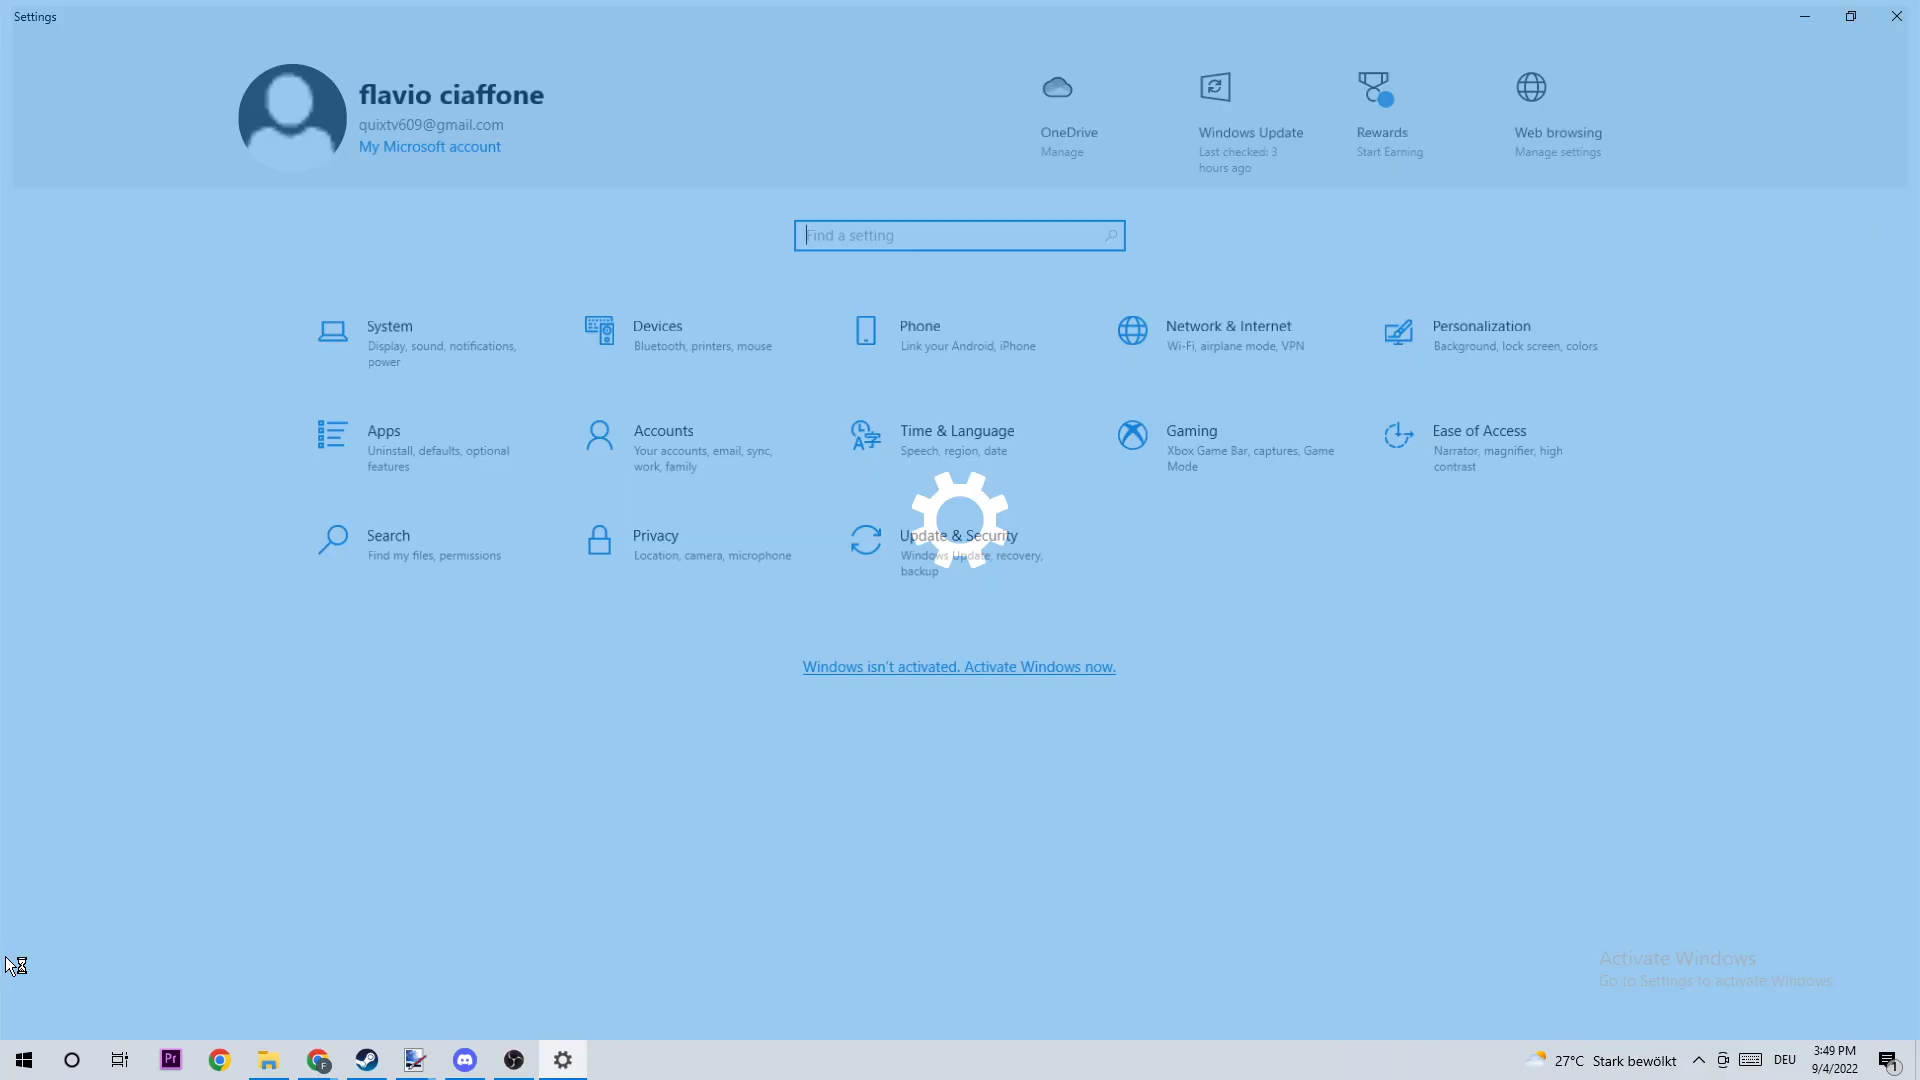 Settings
flavio ciaffone
quixtv609@gmail.com
My Microsoft account
OneDrive
Manage
Windows Update
Last checked: 3
hours ago
Rewards
Start Earning
Web browsing
Manage settings
Find a setting
System
Display, sound, notifications,
power
Devices
Bluetooth, printers, mouse
Phone
Link your Android, iPhone
Network & Internet
Wi-Fi, airplane mode, VPN
Personalization
Background, lock screen, colors
Apps
Uninstall, defaults, optional
features
Accounts
Your accounts, email, sync,
work, family
Time & Language
Speech, region, date
Gaming
Xbox Game Bar, captures, Game
Mode
Ease of Access
Narrator, magnifier, high
contrast
Search
Find my files, permissions
Privacy
Location, camera, microphone
Update & Security
Windows Update, recovery,
backup
Windows isn't activated. Activate Windows now.
Activate Windows
Go to Settings to activate Windows.
Pr
F
27°C Stark bewölkt
DEU
3:49 PM
9/4/2022
1